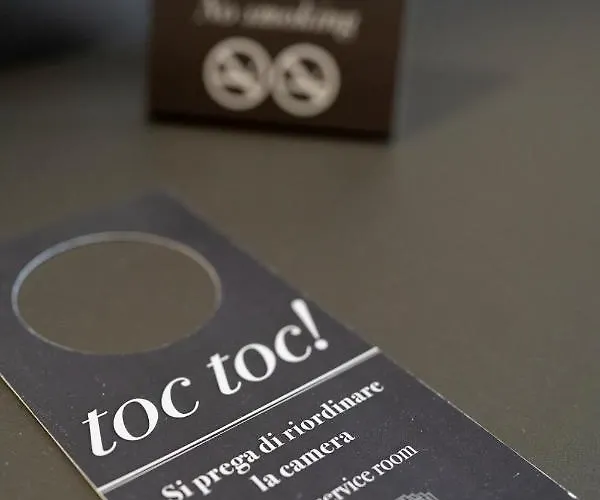 No smoking
toc toc!
Si prega di riordinare
la camera
service room